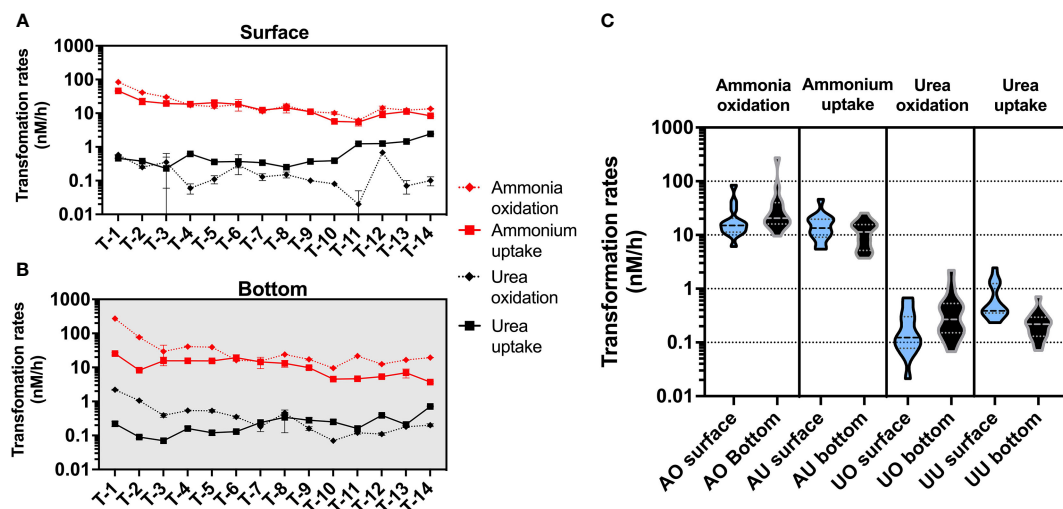 A
Surface
Transfomation rates
(nM/h)
1000
100
10
1
0.1
0.01
T-1
T-2
T-3
T-4
T-5
T-6
T-7
T-8
T-9
T-10
T-11
T-12
T-13
T-14
Ammonia
oxidation
Ammonium
uptake
Urea
oxidation
Urea
uptake
B
Bottom
Transformation rates
(nM/h)
1000
100
10
1
0.1
0.01
T-1
T-2
T-3
T-4
T-5
T-6
T-7
T-8
T-9
T-10
T-11
T-12
T-13
T-14
C
Ammonia
oxidation
Ammonium
uptake
Urea
oxidation
Urea
uptake
Transformation rates
(nM/h)
1000
100
10
1
0.1
0.01
AO surface
AO Bottom
AU surface
AU bottom
UO surface
UO bottom
UU surface
UU bottom